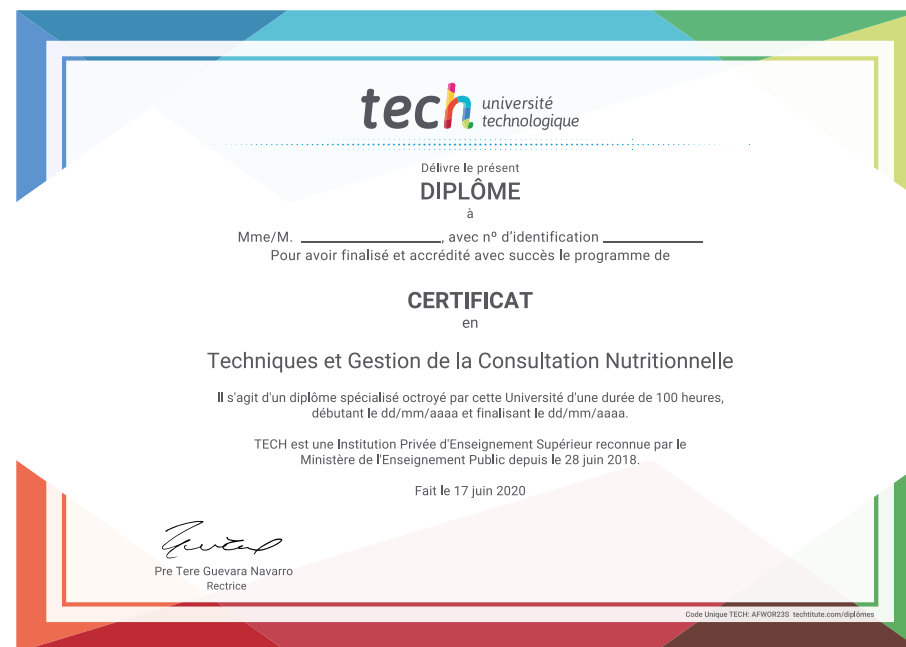 tech université
technologique
Délivre le présent
DIPLÔME
à
Mme/M. ____________________, avec nº d'identification ______________
Pour avoir finalisé et accrédité avec succès le programme de
CERTIFICAT
en
Techniques et Gestion de la Consultation Nutritionnelle
Il s'agit d'un diplôme spécialisé octroyé par cette Université d'une durée de 100 heures,
débutant le dd/mm/aaaa et finalisant le dd/mm/aaaa.
TECH est une Institution Privée d'Enseignement Supérieur reconnue par le
Ministère de l'Enseignement Public depuis le 28 juin 2018.
Fait le 17 juin 2020
Pre Tere Guevara Navarro
Rectrice
Code Unique TECH: AFWOR23S techtitute.com/diplômes